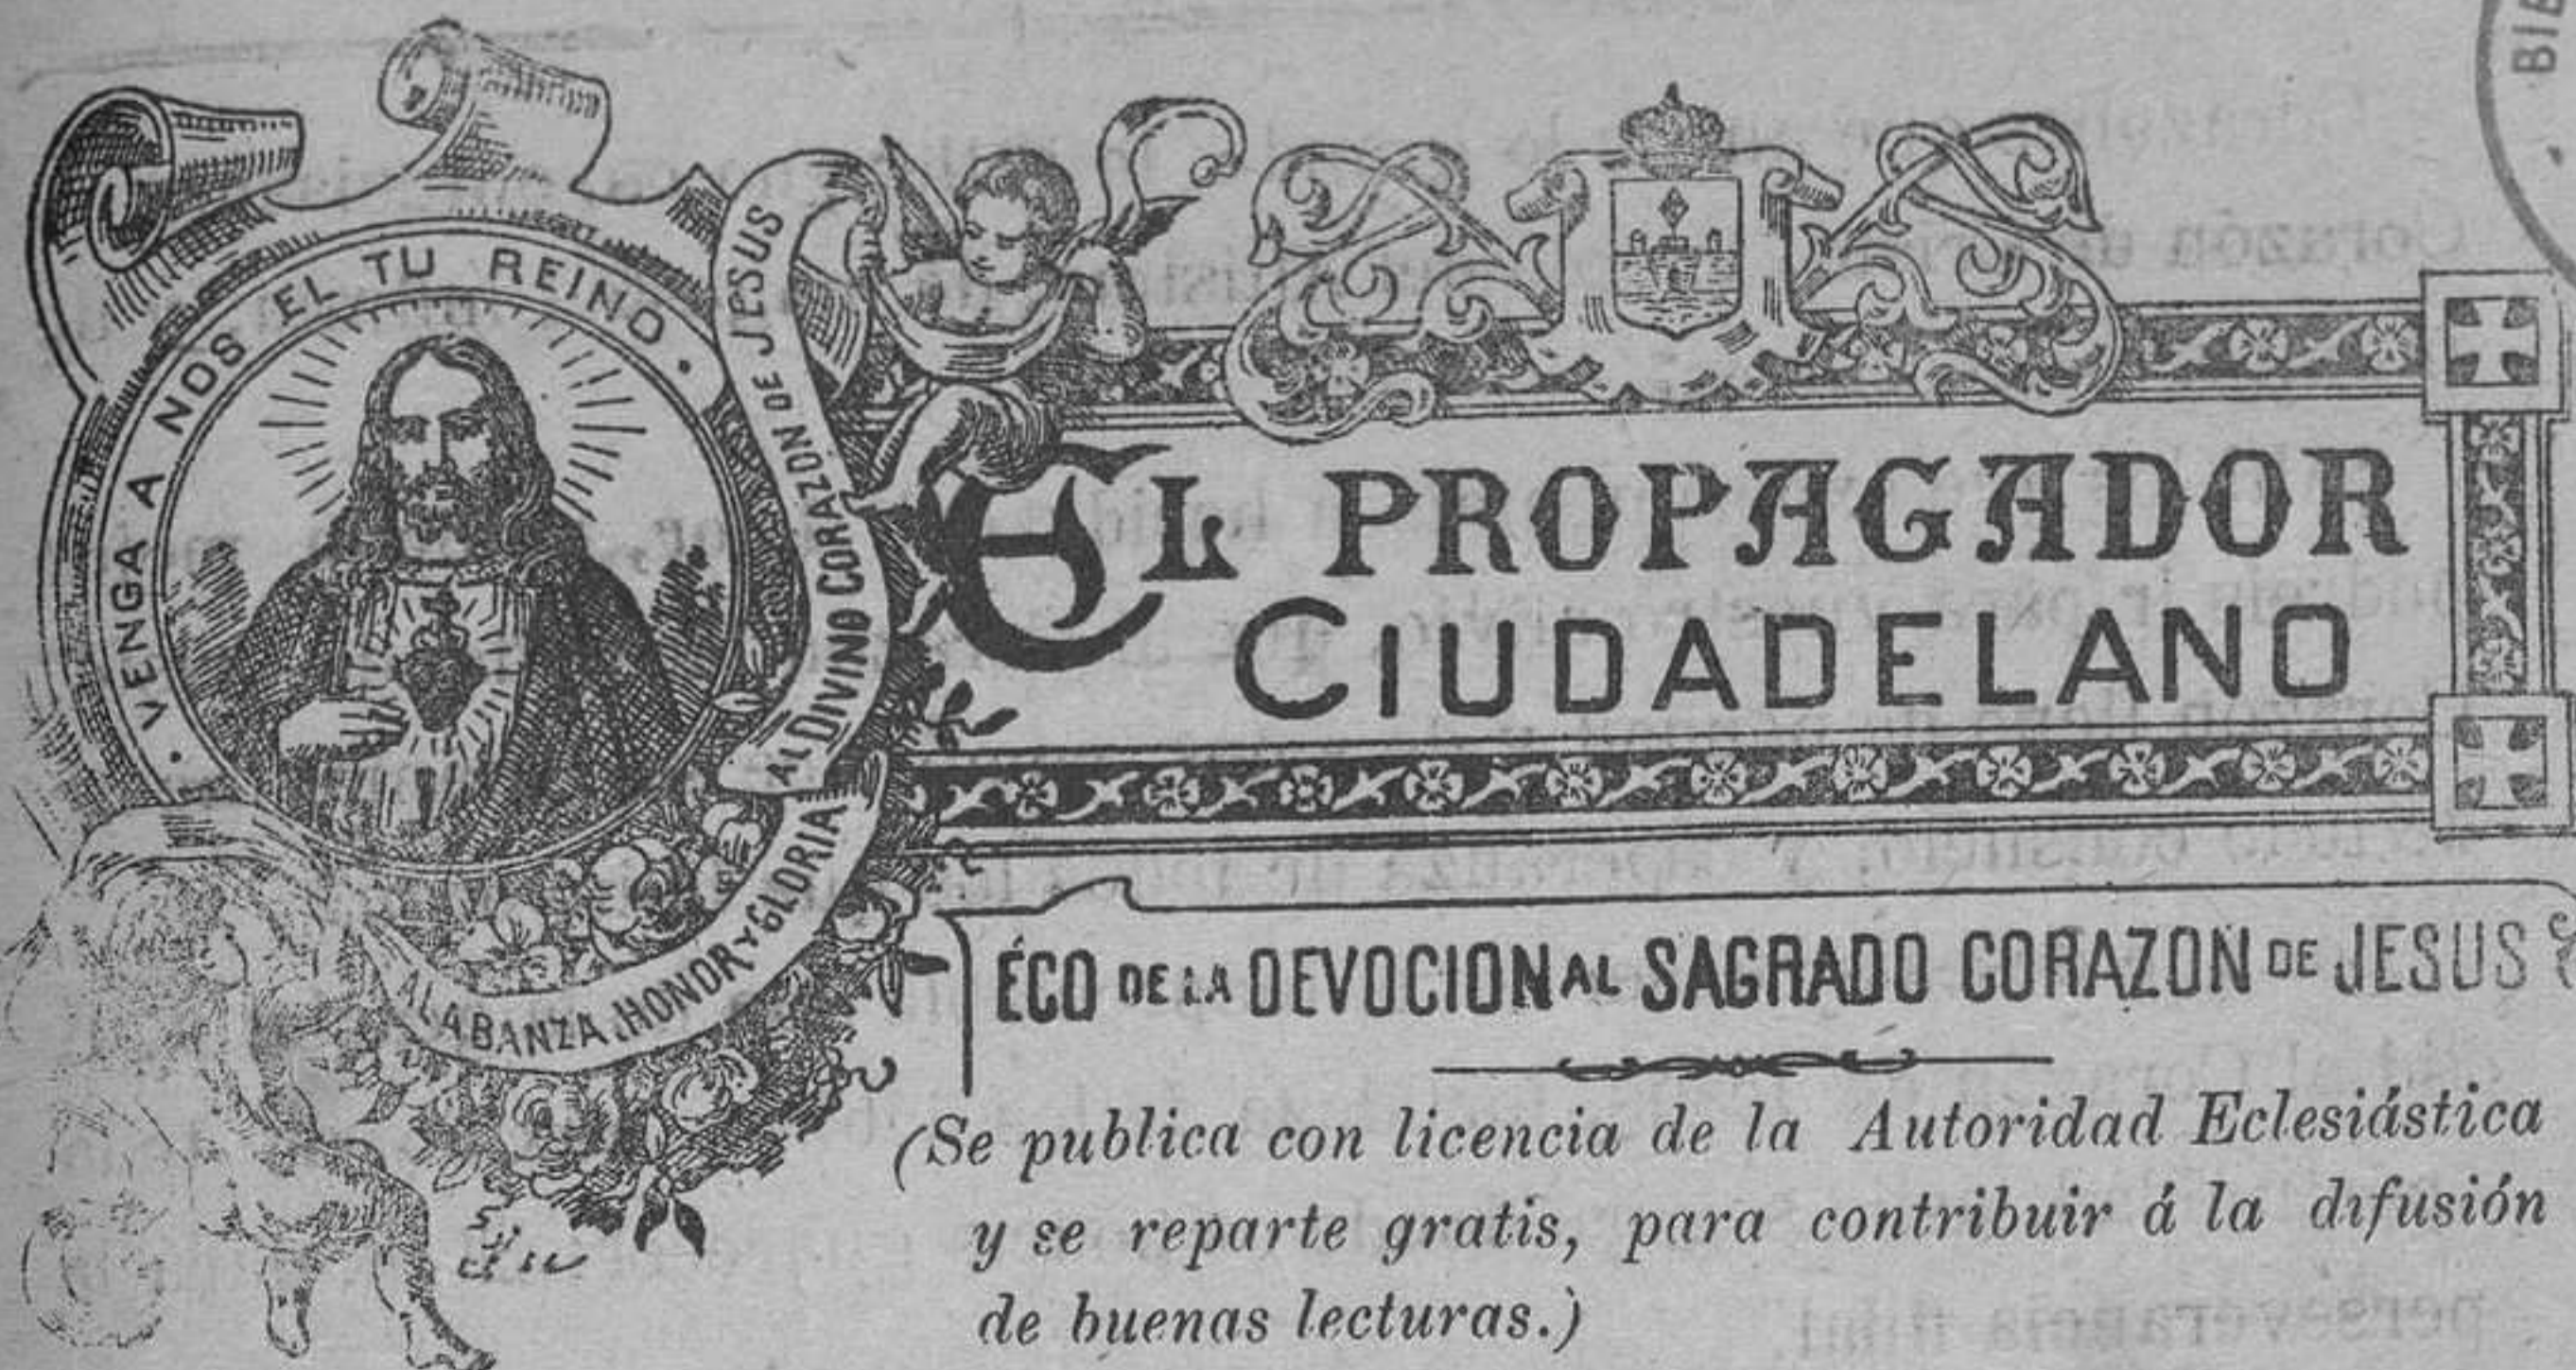 VENGA A NOS EL TU REINO
ALABANZA, HONOR Y GLORIA
AL DIVINO CORAZON DE JESUS
EL PROPAGADOR
CIUDADELANO
ÉCO DE LA DEVOCION AL SAGRADO CORAZON DE JESUS
(Se publica con licencia de la Autoridad Eclesiástica
y se reparte gratis, para contribuir á la difusión
de buenas lecturas.)